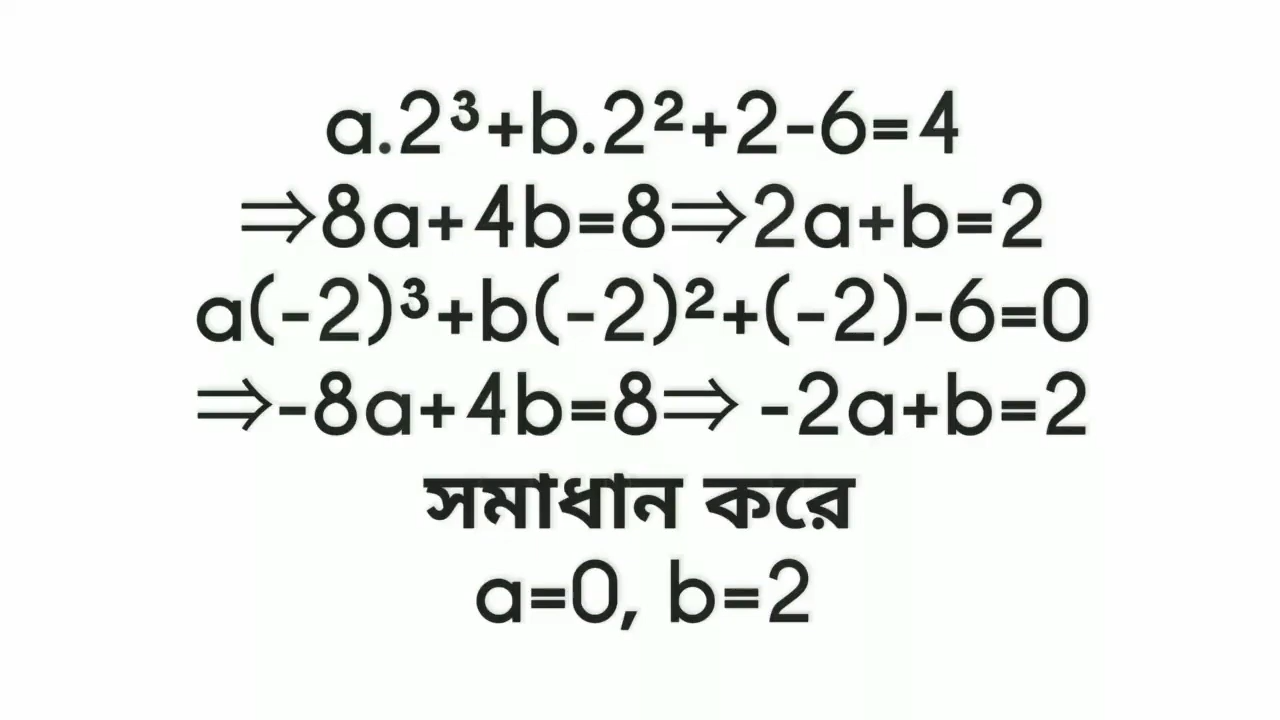 a.2³+b.2²+2-6=4
⇒8a+4b=8⇒2a+b=2
a(-2)³+b(-2)²+(-2)-6=0
⇒-8a+4b=8⇒ -2a+b=2
সমাধান করে
a=0, b=2